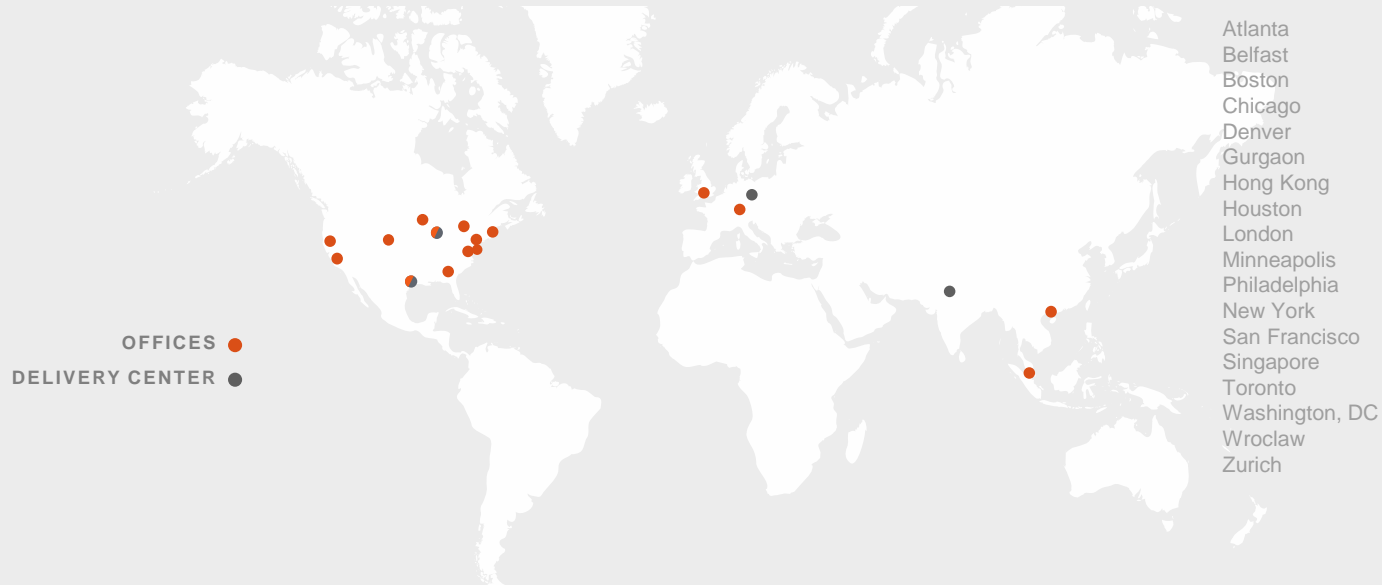 OFFICES
DELIVERY CENTER
Atlanta
Belfast
Boston
Chicago
Denver
Gurgaon
Hong Kong
Houston
London
Minneapolis
Philadelphia
New York
San Francisco
Singapore
Toronto
Washington, DC
Wroclaw
Zurich